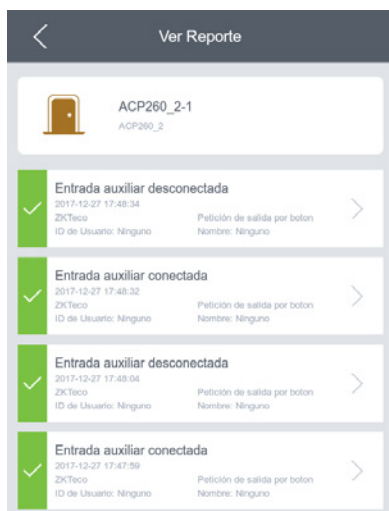 Ver Reporte
ACP260_2-1
ACP260_2
Entrada auxiliar desconectada
2017-12-27 17:48:34
ZKTeco Petición de salida por boton
ID de Usuario: Ninguno Nombre: Ninguno
Entrada auxiliar conectada
2017-12-27 17:48:32
ZKTeco Petición de salida por boton
ID de Usuario: Ninguno Nombre: Ninguno
Entrada auxiliar desconectada
2017-12-27 17:48:04
ZKTeco Petición de salida por boton
ID de Usuario: Ninguno Nombre: Ninguno
Entrada auxiliar conectada
2017-12-27 17:47:59
ZKTeco Petición de salida por boton
ID de Usuario: Ninguno Nombre: Ninguno